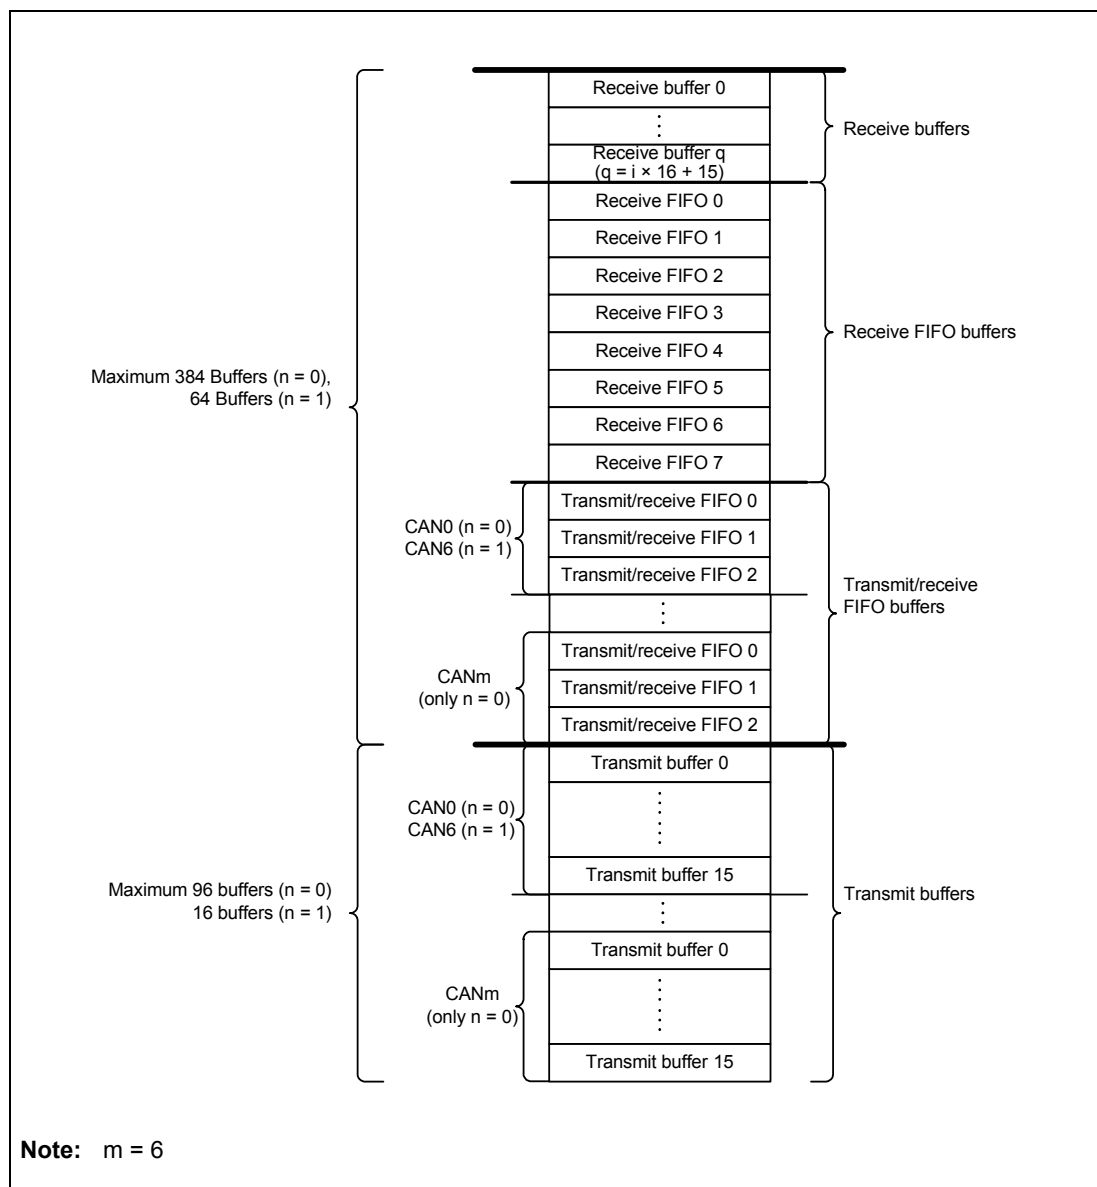 Receive buffer 0
Receive buffer q
(q = i × 16 + 15)
Receive buffers
Receive FIFO 0
Receive FIFO 1
Receive FIFO 2
Receive FIFO 3
Receive FIFO 4
Receive FIFO 5
Receive FIFO 6
Receive FIFO 7
Receive FIFO buffers
Maximum 384 Buffers (n = 0),
64 Buffers (n = 1)
CAN0 (n = 0)
CAN6 (n = 1)
Transmit/receive FIFO 0
Transmit/receive FIFO 1
Transmit/receive FIFO 2
Transmit/receive
FIFO buffers
CANm
(only n = 0)
Transmit/receive FIFO 0
Transmit/receive FIFO 1
Transmit/receive FIFO 2
CAN0 (n = 0)
CAN6 (n = 1)
Transmit buffer 0
Transmit buffer 15
Maximum 96 buffers (n = 0)
16 buffers (n = 1)
Transmit buffers
CANm
(only n = 0)
Transmit buffer 0
Transmit buffer 15
Note: m = 6